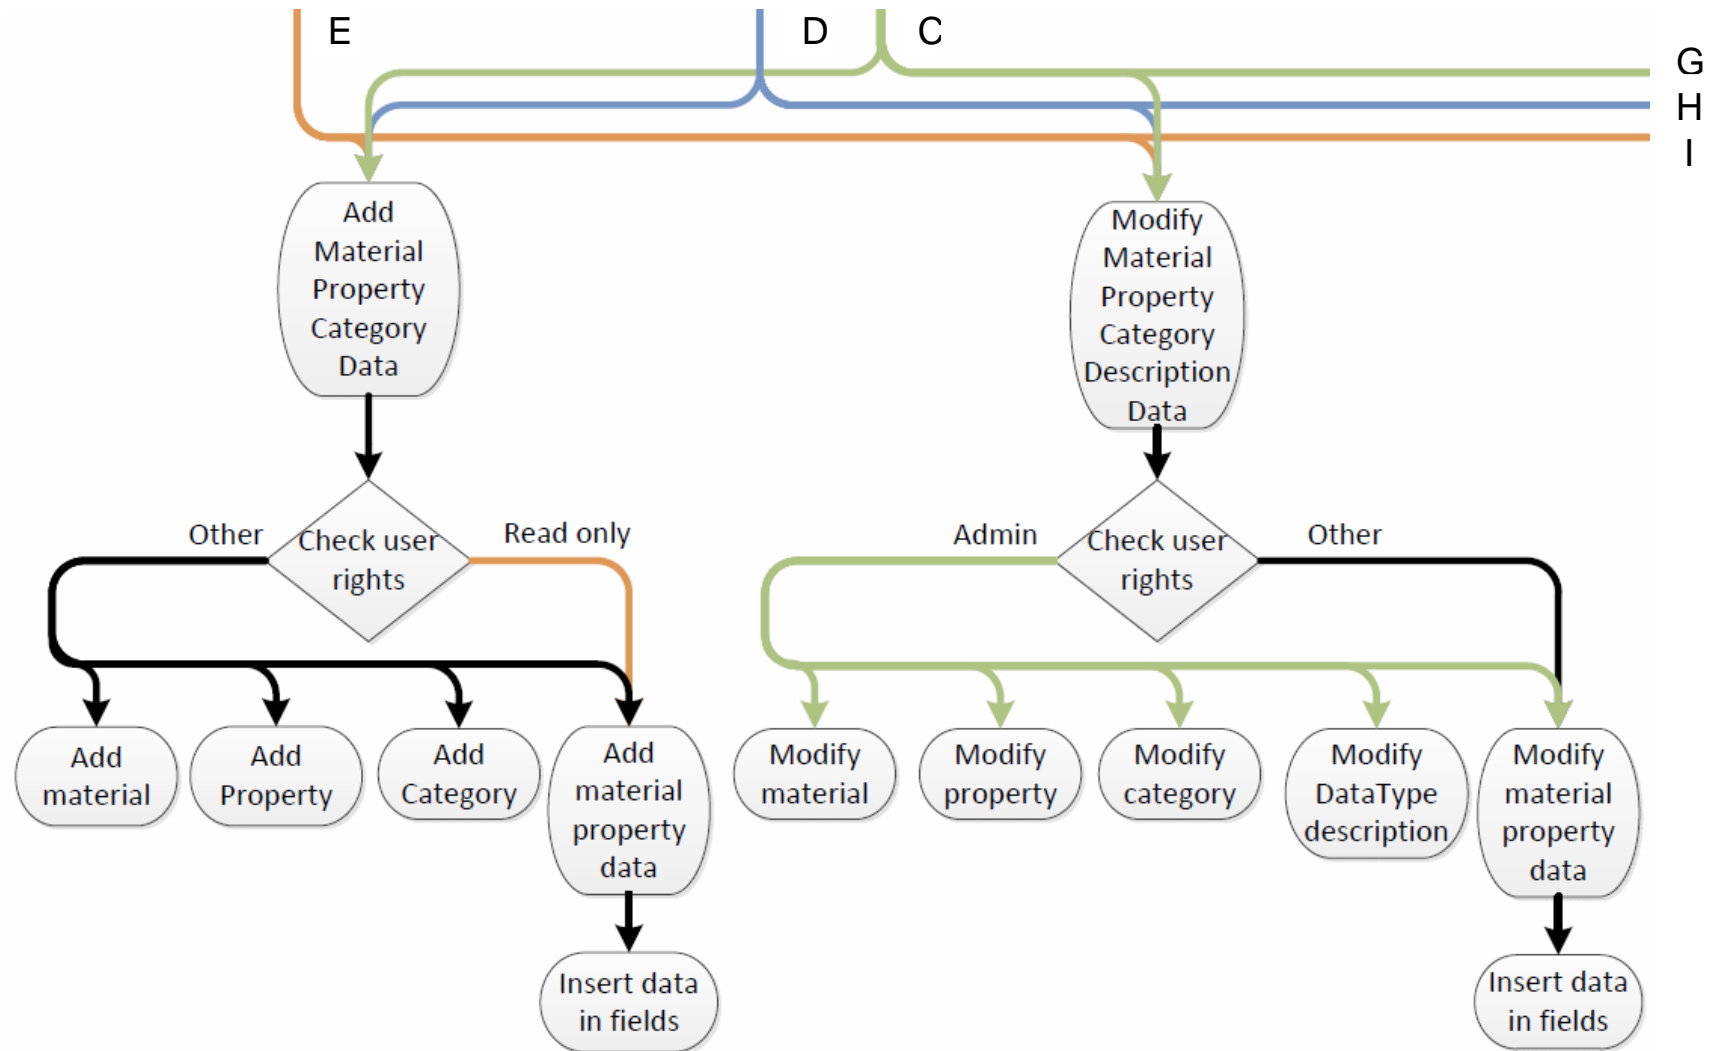 E
D
C
G
H
I
Add
Material
Property
Category
Data
Modify
Material
Property
Category
Description
Data
Other
Check user
rights
Read only
Admin
Check user
rights
Other
Add
material
Add
Property
Add
Category
Add
material
property
data
Modify
material
Modify
property
Modify
category
Modify
DataType
description
Modify
material
property
data
Insert data
in fields
Insert data
in fields